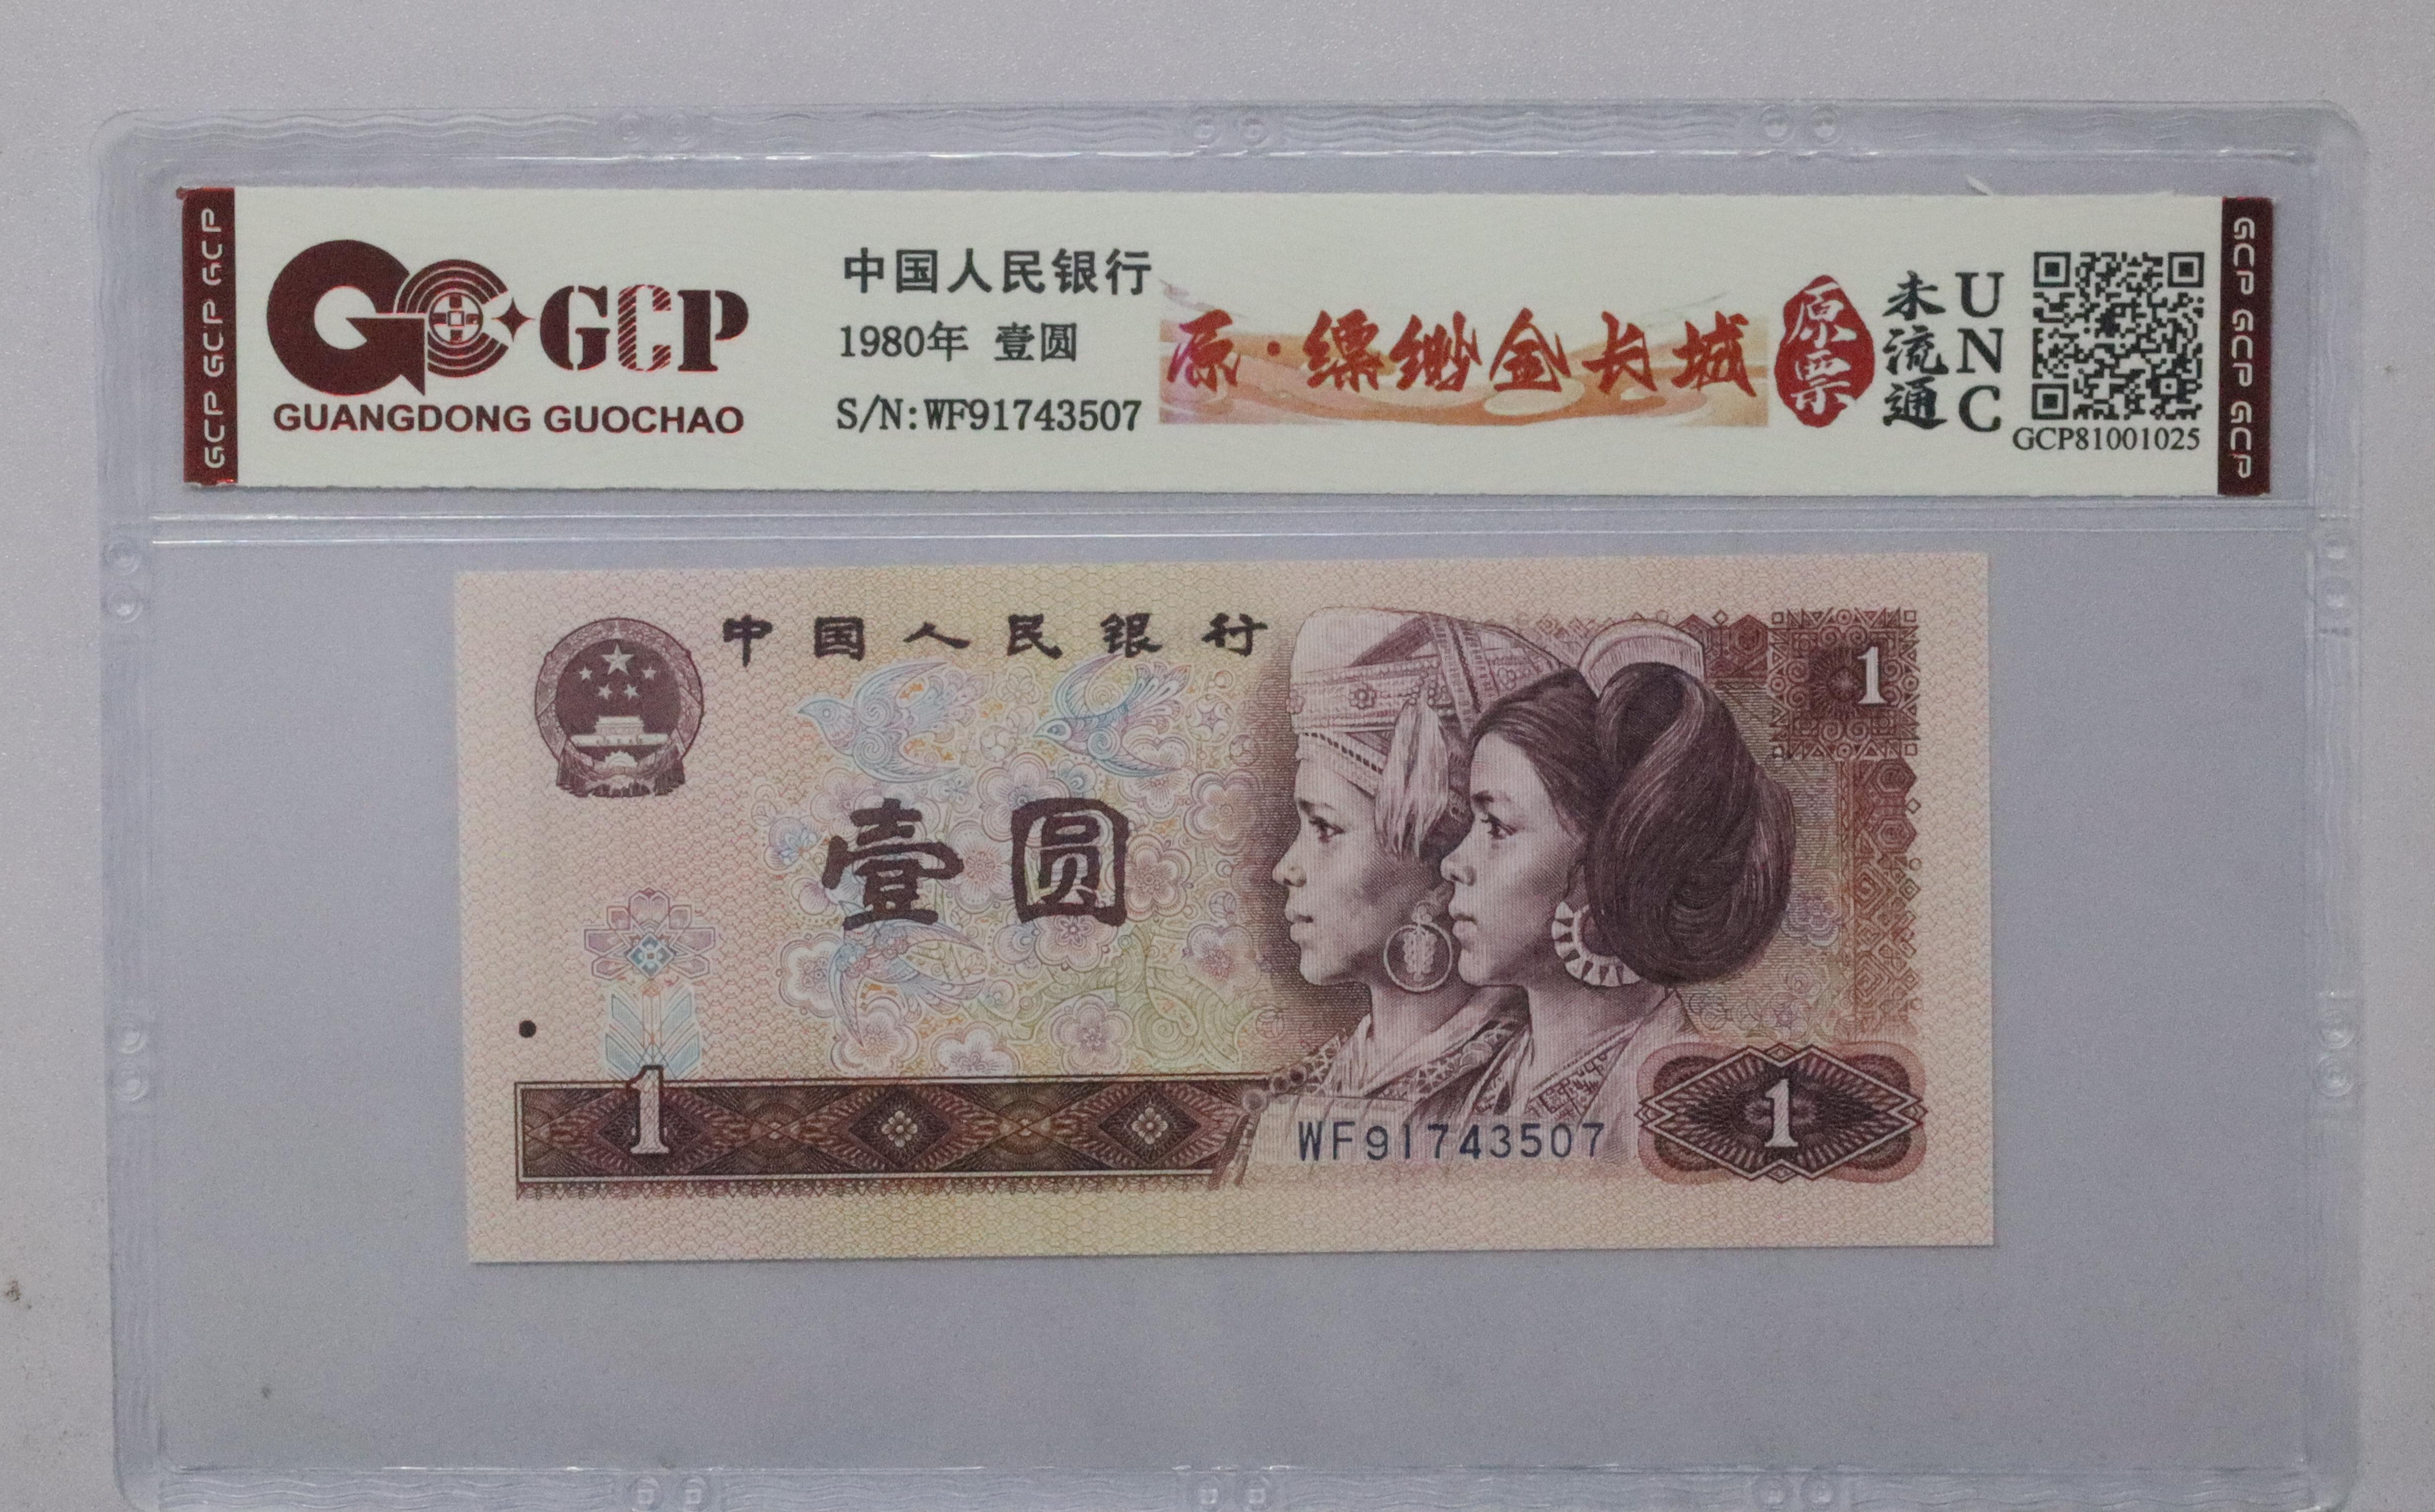 GCP GCP GCP
GCP
GUANGDONG GUOCHAO
中国人民银行
1980年 壹圆
S/N:WF91743507
原·缥缈金长城
原票
未流通
UNC
GCP81001025
GCP GCP GCP
中国人民银行
1
壹圆
1
WF91743507
1